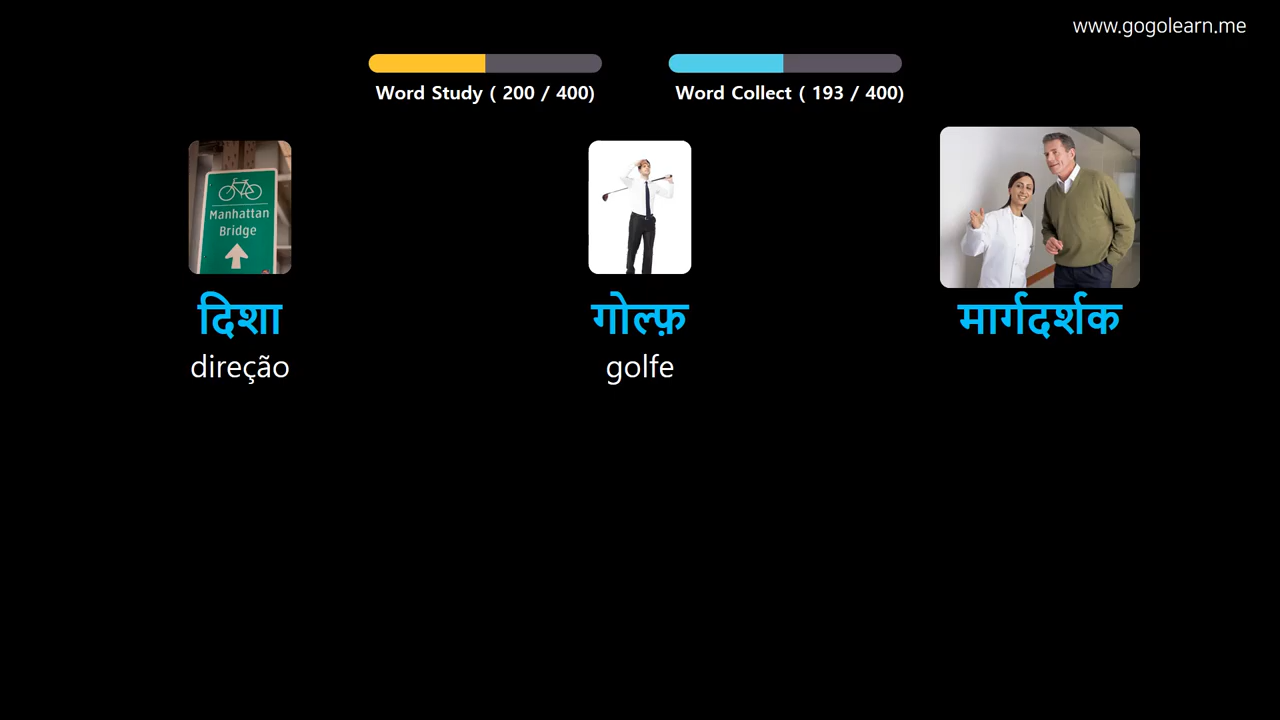 www.gogolearn.me
Word Study ( 200 / 400)
Word Collect ( 193 / 400)
Manhattan
Bridge
दिशा
गोल्फ़
मार्गदर्शक
direção
golfe